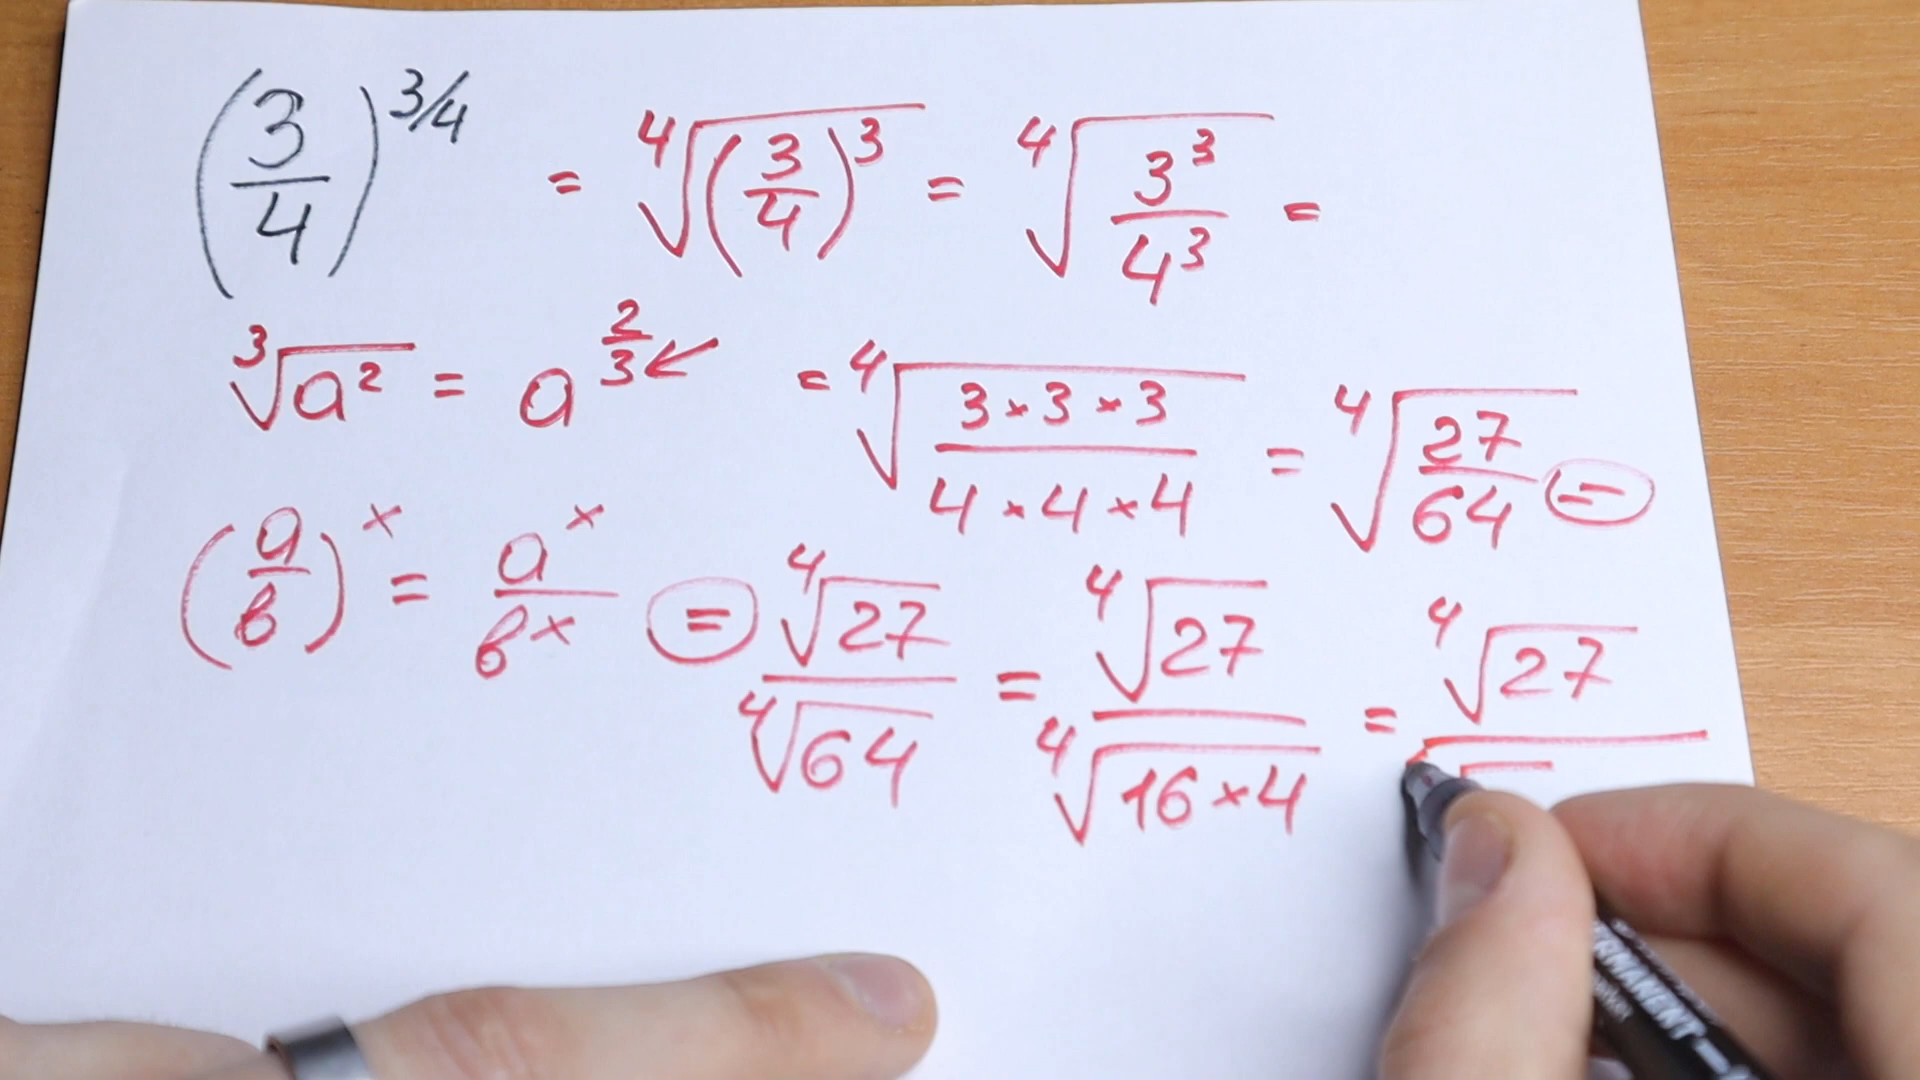 (3/4)^3/4 = ⁴√(3/4)³ = ⁴√3³/4³ =
³√a² = a^2/3 = ⁴√3×3×3/4×4×4 = ⁴√27/64 =
(a/b)^x = a^x/b^x = ⁴√27/⁴√64 = ⁴√27/⁴√16×4 = ⁴√27/√
PERMANENT